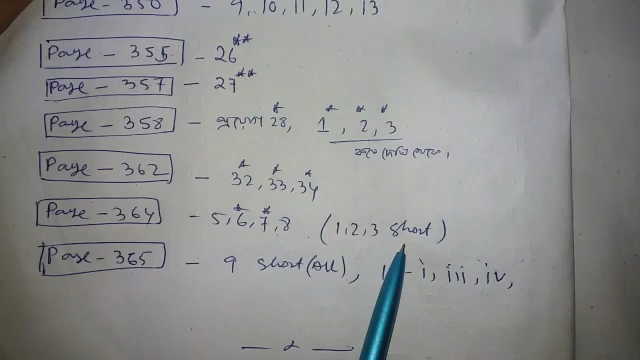 Page - 350 - 9, 10, 11, 12, 13
Page - 355 - 26**
Page - 357 - 27**
Page - 358 - 28*, 1*, 2*, 3*
Page - 362 - 32*, 33*, 34*
Page - 364 - 5, 6*, 7*, 8 (1, 2, 3 short)
Page - 365 - 9 short (All), i, iii, iv,